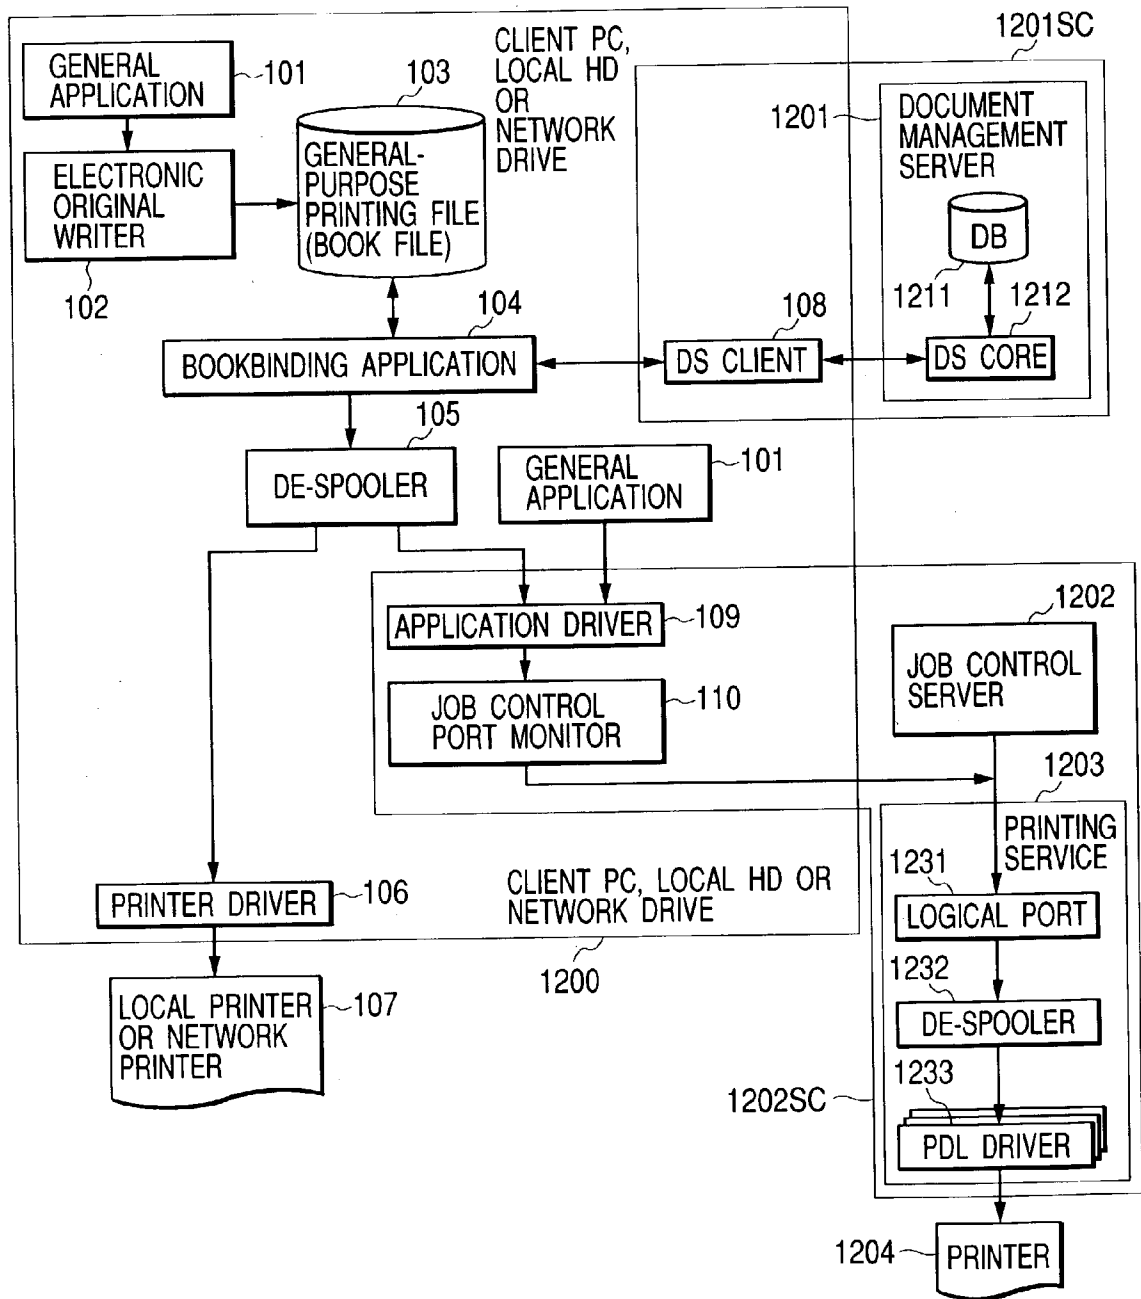 GENERAL
APPLICATION
101
ELECTRONIC
ORIGINAL
WRITER
102
103
GENERAL-
PURPOSE
PRINTING FILE
(BOOK FILE)
CLIENT PC,
LOCAL HD
OR
NETWORK
DRIVE
1201SC
1201
DOCUMENT
MANAGEMENT
SERVER
DB
1211
1212
DS CORE
108
DS CLIENT
104
BOOKBINDING APPLICATION
105
DE-SPOOLER
GENERAL
APPLICATION
101
APPLICATION DRIVER
109
JOB CONTROL
PORT MONITOR
110
1202
JOB CONTROL
SERVER
1203
PRINTING
SERVICE
1231
LOGICAL PORT
1232
DE-SPOOLER
1233
PDL DRIVER
1202SC
1204
PRINTER
PRINTER DRIVER
106
CLIENT PC, LOCAL HD OR
NETWORK DRIVE
1200
LOCAL PRINTER
OR NETWORK
PRINTER
107